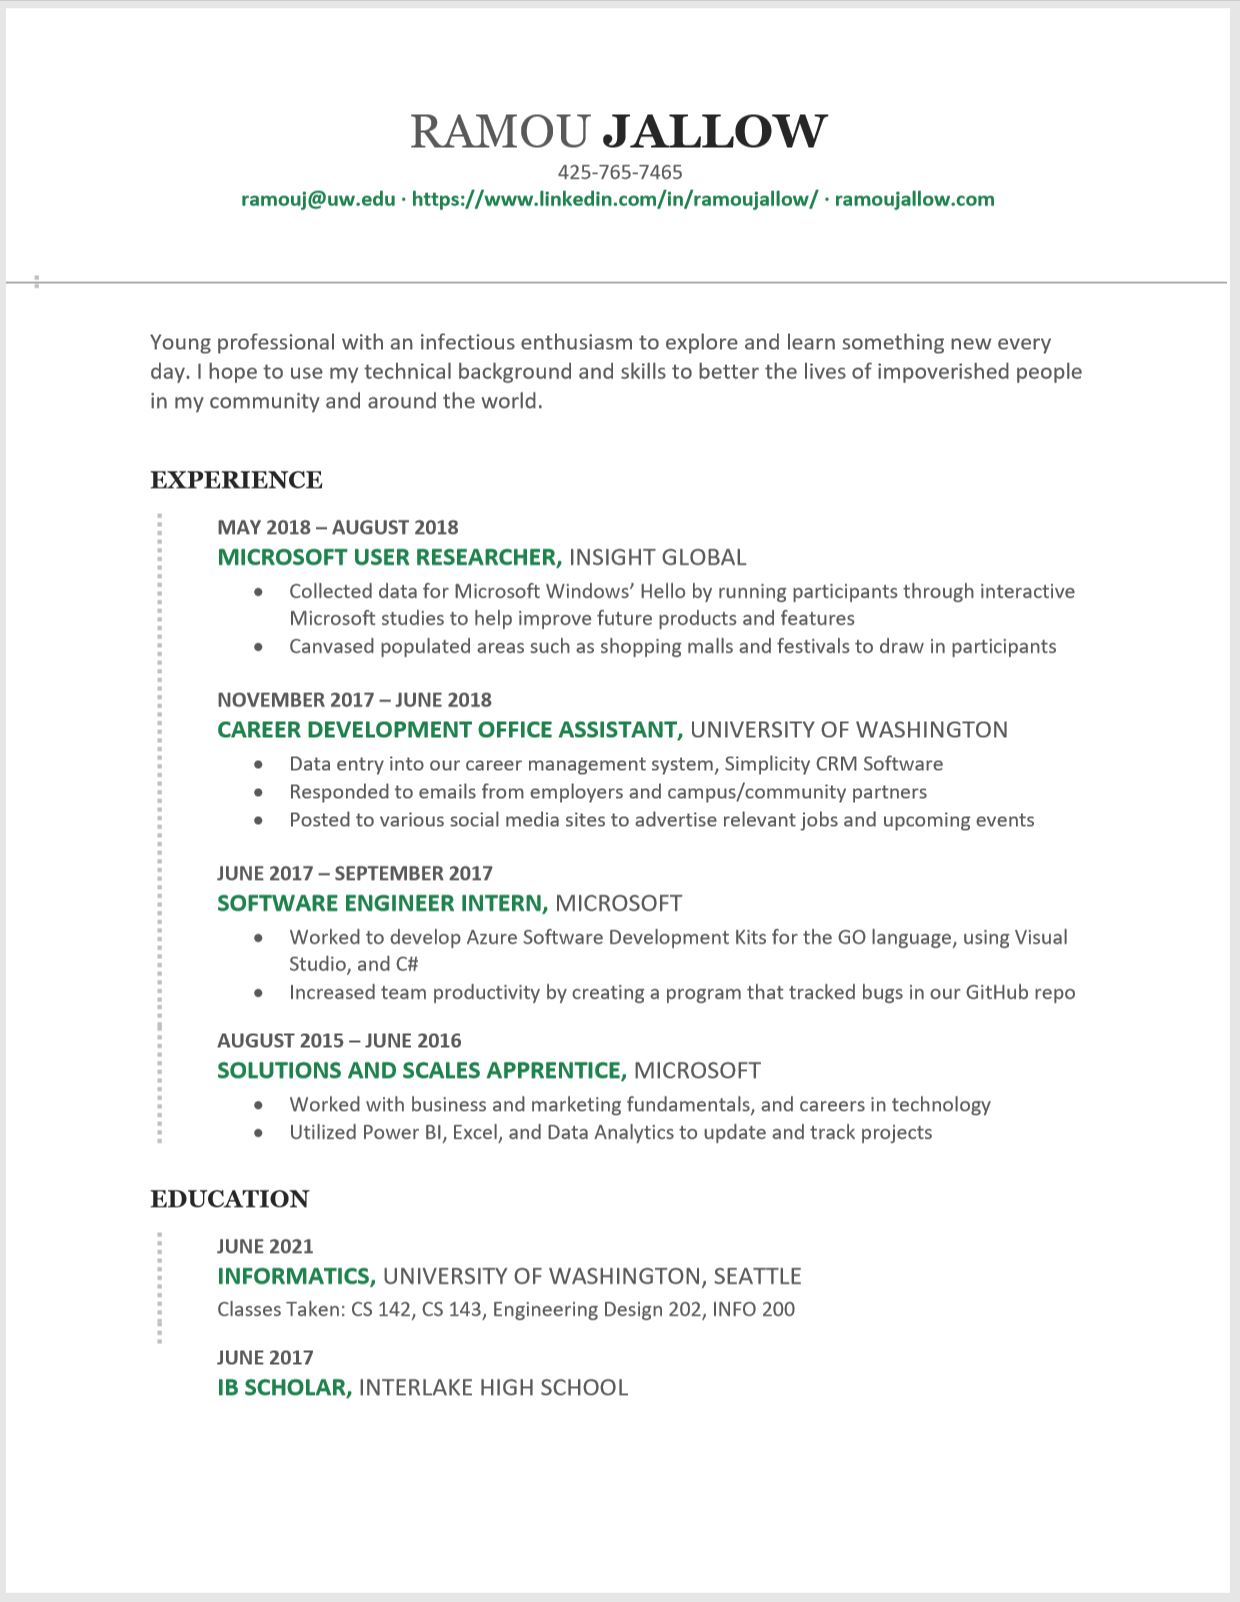 RAMOU JALLOW
425-765-7465
ramouj@uw.edu · https://www.linkedin.com/in/ramoujallow/ · ramoujallow.com
Young professional with an infectious enthusiasm to explore and learn something new every
day. I hope to use my technical background and skills to better the lives of impoverished people
in my community and around the world.
EXPERIENCE
MAY 2018 – AUGUST 2018
MICROSOFT USER RESEARCHER, INSIGHT GLOBAL
• Collected data for Microsoft Windows’ Hello by running participants through interactive
Microsoft studies to help improve future products and features
• Canvased populated areas such as shopping malls and festivals to draw in participants
NOVEMBER 2017 – JUNE 2018
CAREER DEVELOPMENT OFFICE ASSISTANT, UNIVERSITY OF WASHINGTON
• Data entry into our career management system, Simplicity CRM Software
• Responded to emails from employers and campus/community partners
• Posted to various social media sites to advertise relevant jobs and upcoming events
JUNE 2017 – SEPTEMBER 2017
SOFTWARE ENGINEER INTERN, MICROSOFT
• Worked to develop Azure Software Development Kits for the GO language, using Visual
Studio, and C#
• Increased team productivity by creating a program that tracked bugs in our GitHub repo
AUGUST 2015 – JUNE 2016
SOLUTIONS AND SCALES APPRENTICE, MICROSOFT
• Worked with business and marketing fundamentals, and careers in technology
• Utilized Power BI, Excel, and Data Analytics to update and track projects
EDUCATION
JUNE 2021
INFORMATICS, UNIVERSITY OF WASHINGTON, SEATTLE
Classes Taken: CS 142, CS 143, Engineering Design 202, INFO 200
JUNE 2017
IB SCHOLAR, INTERLAKE HIGH SCHOOL